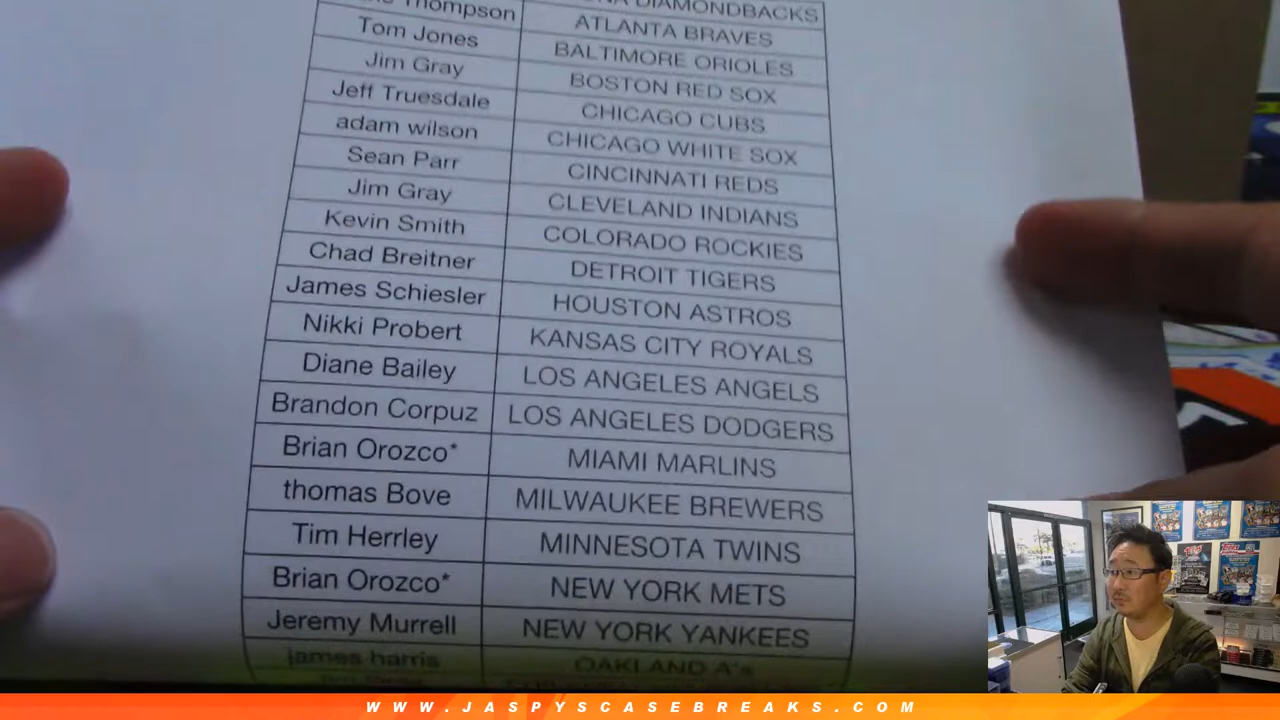 Thompson
DIAMONDBACKS
ATLANTA BRAVES
Tom Jones BALTIMORE ORIOLES
Jim Gray BOSTON RED SOX
Jeff Truesdale CHICAGO CUBS
adam wilson CHICAGO WHITE SOX
Sean Parr CINCINNATI REDS
Jim Gray CLEVELAND INDIANS
Kevin Smith COLORADO ROCKIES
Chad Breitner DETROIT TIGERS
James Schiesler HOUSTON ASTROS
Nikki Probert KANSAS CITY ROYALS
Diane Bailey LOS ANGELES ANGELS
Brandon Corpuz LOS ANGELES DODGERS
Brian Orozco* MIAMI MARLINS
thomas Bove MILWAUKEE BREWERS
Tim Herrley MINNESOTA TWINS
Brian Orozco* NEW YORK METS
Jeremy Murrell NEW YORK YANKEES
james harris OAKLAND A's
WWW.JASPYSCASEBREAKS.COM